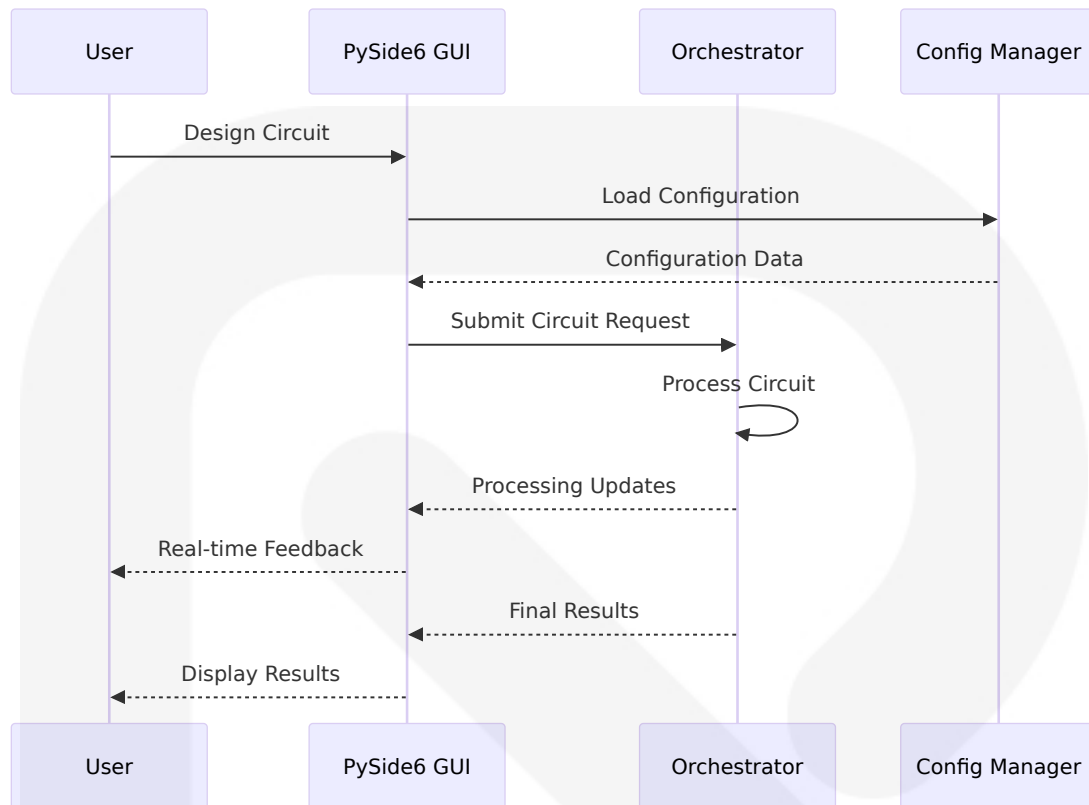 User
PySide6 GUI
Orchestrator
Config Manager
Design Circuit
Load Configuration
Configuration Data
Submit Circuit Request
Process Circuit
Processing Updates
Real-time Feedback
Final Results
Display Results
User
PySide6 GUI
Orchestrator
Config Manager